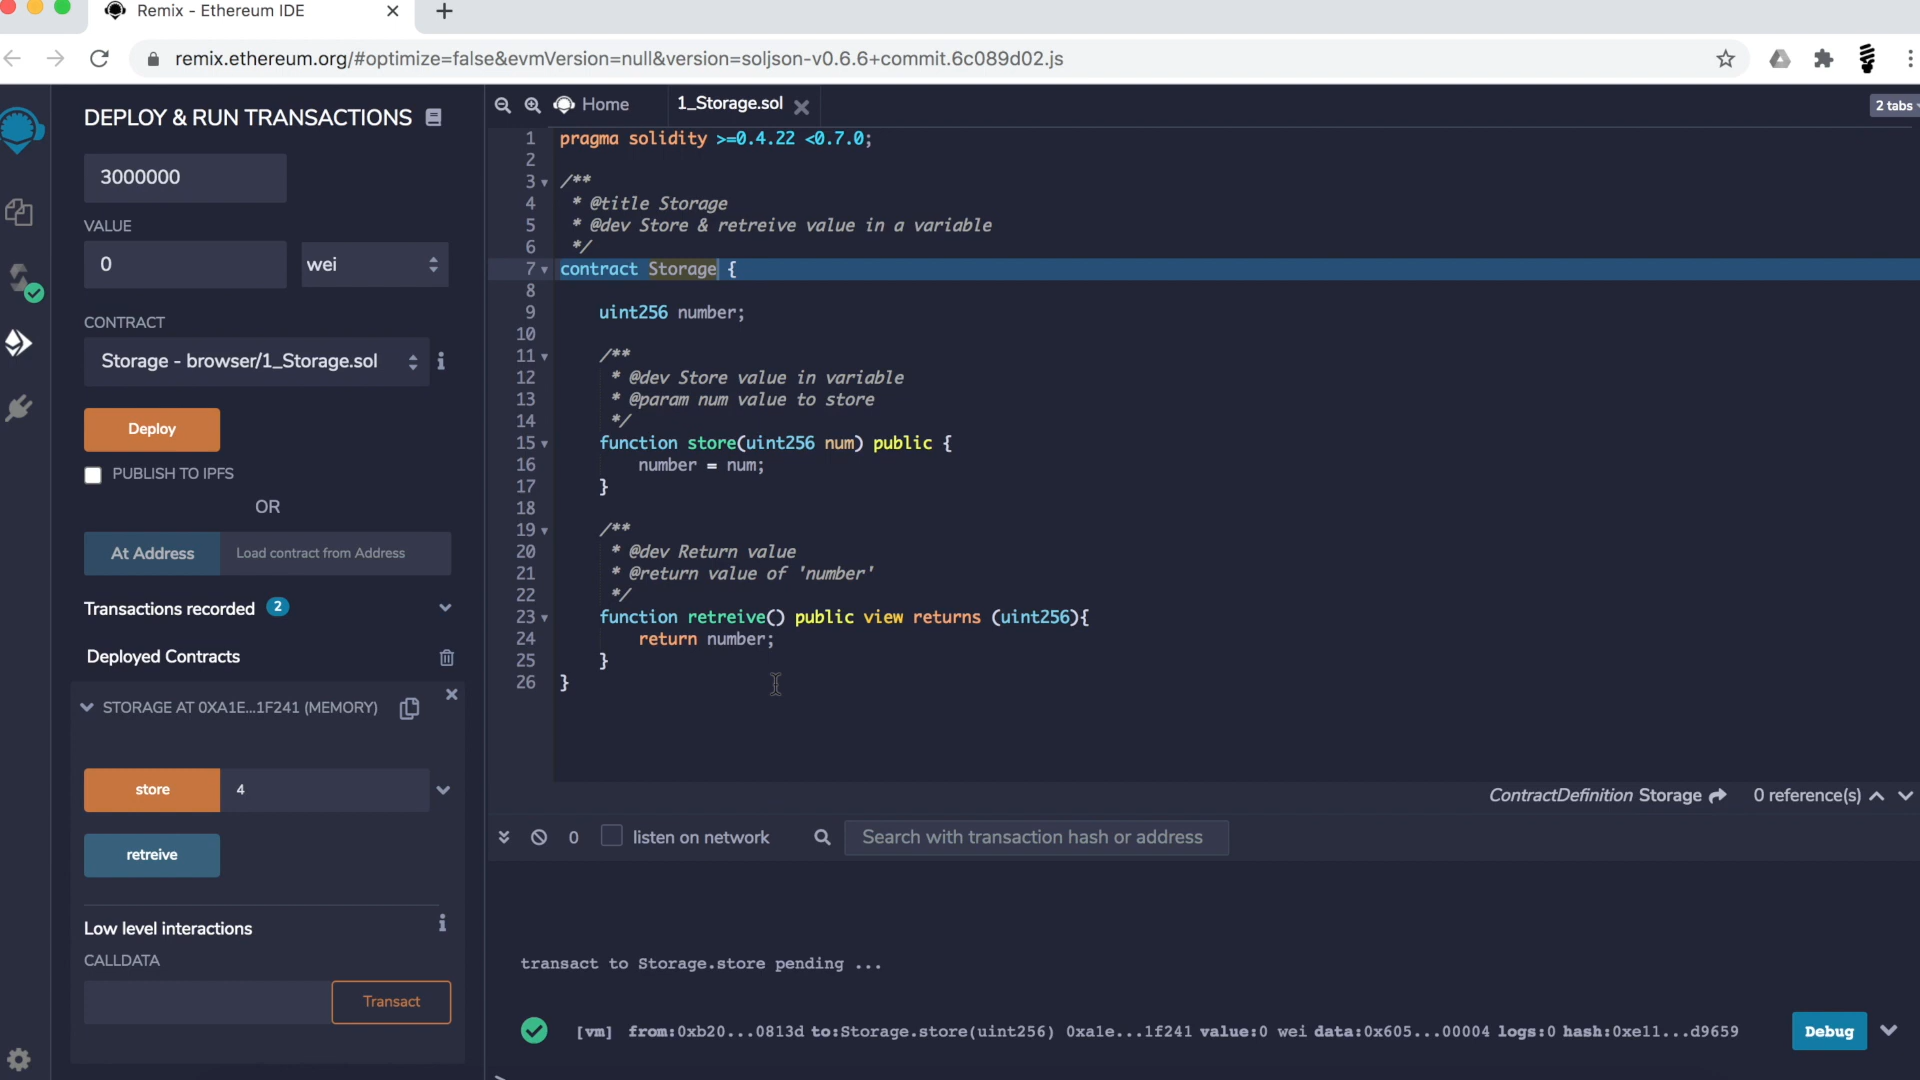 Remix - Ethereum IDE
remix.ethereum.org/#optimize=false&evmVersion=null&version=soljson-v0.6.6+commit.6c089d02.js
DEPLOY & RUN TRANSACTIONS
3000000
VALUE
0
wei
CONTRACT
Storage - browser/1_Storage.sol
i
Deploy
PUBLISH TO IPFS
OR
At Address
Load contract from Address
Transactions recorded 2
Deployed Contracts
STORAGE AT 0XA1E...1F241 (MEMORY)
store 4
retreive
Low level interactions
i
CALLDATA
Transact
Home
1_Storage.sol
2 tabs
1 pragma solidity >=0.4.22 <0.7.0;
2
3 /**
4 * @title Storage
5 * @dev Store & retreive value in a variable
6 */
7 contract Storage {
8
9 uint256 number;
10
11 /**
12 * @dev Store value in variable
13 * @param num value to store
14 */
15 function store(uint256 num) public {
16 number = num;
17 }
18
19 /**
20 * @dev Return value
21 * @return value of 'number'
22 */
23 function retreive() public view returns (uint256){
24 return number;
25 }
26 }
ContractDefinition Storage 0 reference(s)
0 listen on network Search with transaction hash or address
transact to Storage.store pending ...
[vm] from:0xb20...0813d to:Storage.store(uint256) 0xa1e...1f241 value:0 wei data:0x605...00004 logs:0 hash:0xe11...d9659
Debug